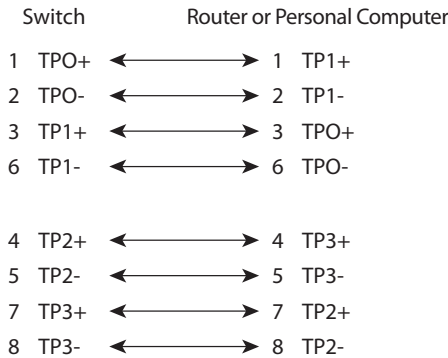 Switch Router or Personal Computer
1 TPO+ 1 TP1+
2 TPO- 2 TP1-
3 TP1+ 3 TPO+
6 TP1- 6 TPO-
4 TP2+ 4 TP3+
5 TP2- 5 TP3-
7 TP3+ 7 TP2+
8 TP3- 8 TP2-